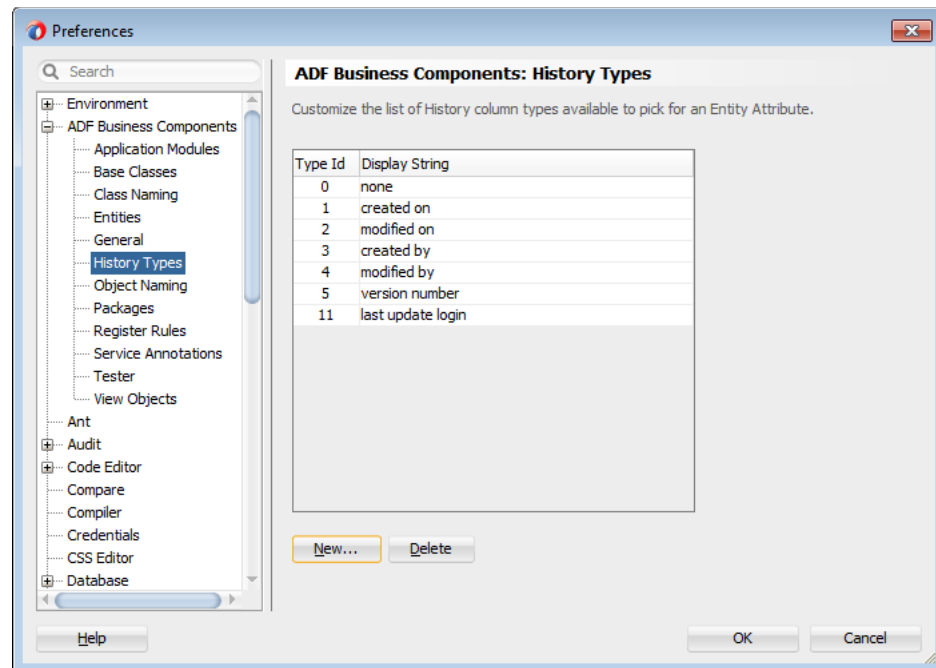 Preferences
Search
Environment
ADF Business Components
Application Modules
Base Classes
Class Naming
Entities
General
History Types
Object Naming
Packages
Register Rules
Service Annotations
Tester
View Objects
Ant
Audit
Code Editor
Compare
Compiler
Credentials
CSS Editor
Database
ADF Business Components: History Types
Customize the list of History column types available to pick for an Entity Attribute.
Type Id Display String
0 none
1 created on
2 modified on
3 created by
4 modified by
5 version number
11 last update login
New... Delete
Help OK Cancel